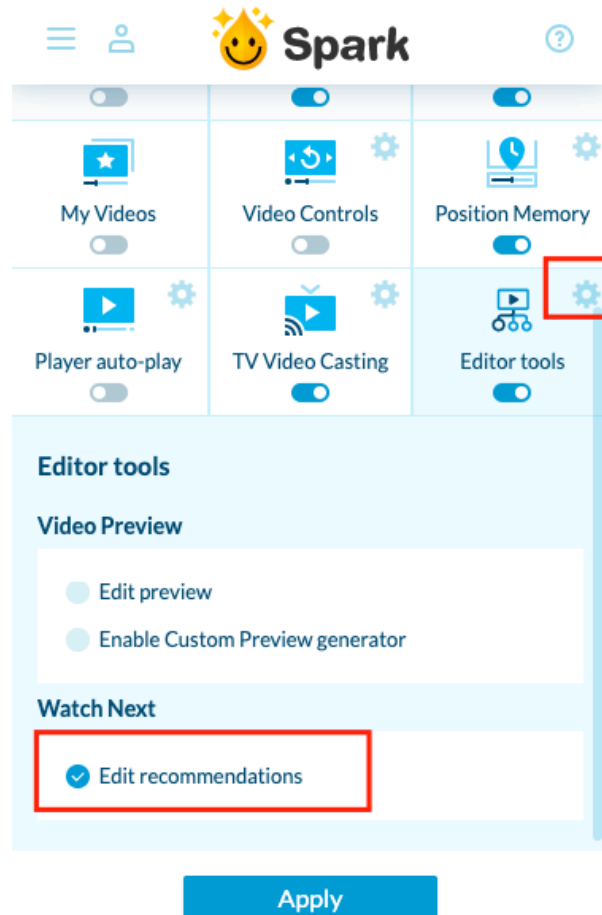 Spark
My Videos
Video Controls
Position Memory
Player auto-play
TV Video Casting
Editor tools
Editor tools
Video Preview
Edit preview
Enable Custom Preview generator
Watch Next
Edit recommendations
Apply